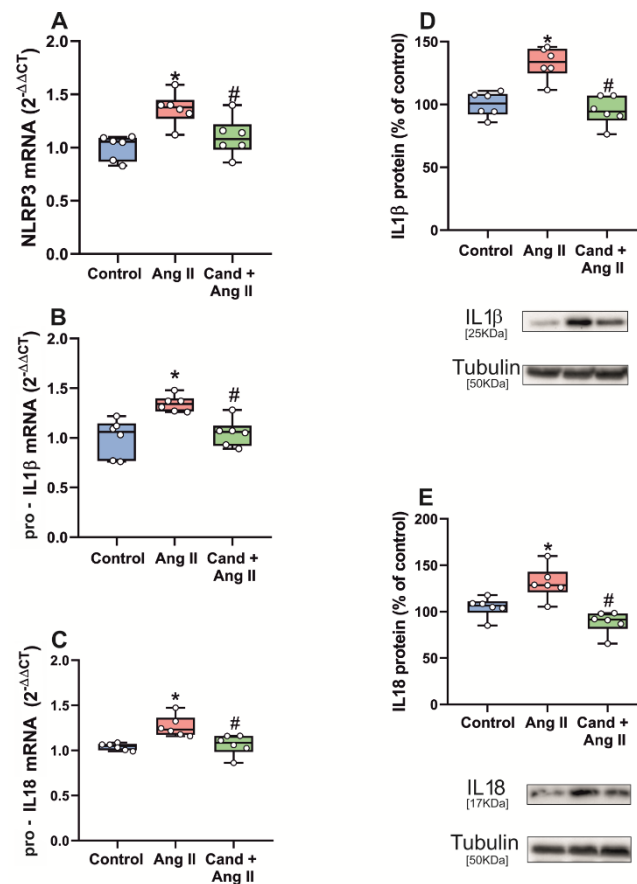 A
NLRP3 mRNA (2^-ΔΔCT)
2.0
1.5
1.0
0.5
0.0
*
#
Control
Ang II
Cand +
Ang II
B
pro - IL1β mRNA (2^-ΔΔCT)
2.0
1.5
1.0
0.5
0.0
*
#
Control
Ang II
Cand +
Ang II
C
pro - IL18 mRNA (2^-ΔΔCT)
2.0
1.5
1.0
0.5
0.0
*
#
Control
Ang II
Cand +
Ang II
D
IL1β protein (% of control)
150
100
50
0
*
#
Control
Ang II
Cand +
Ang II
IL1β
[25KDa]
Tubulin
[50KDa]
E
IL18 protein (% of control)
200
150
100
50
0
*
#
Control
Ang II
Cand +
Ang II
IL18
[17KDa]
Tubulin
[50KDa]